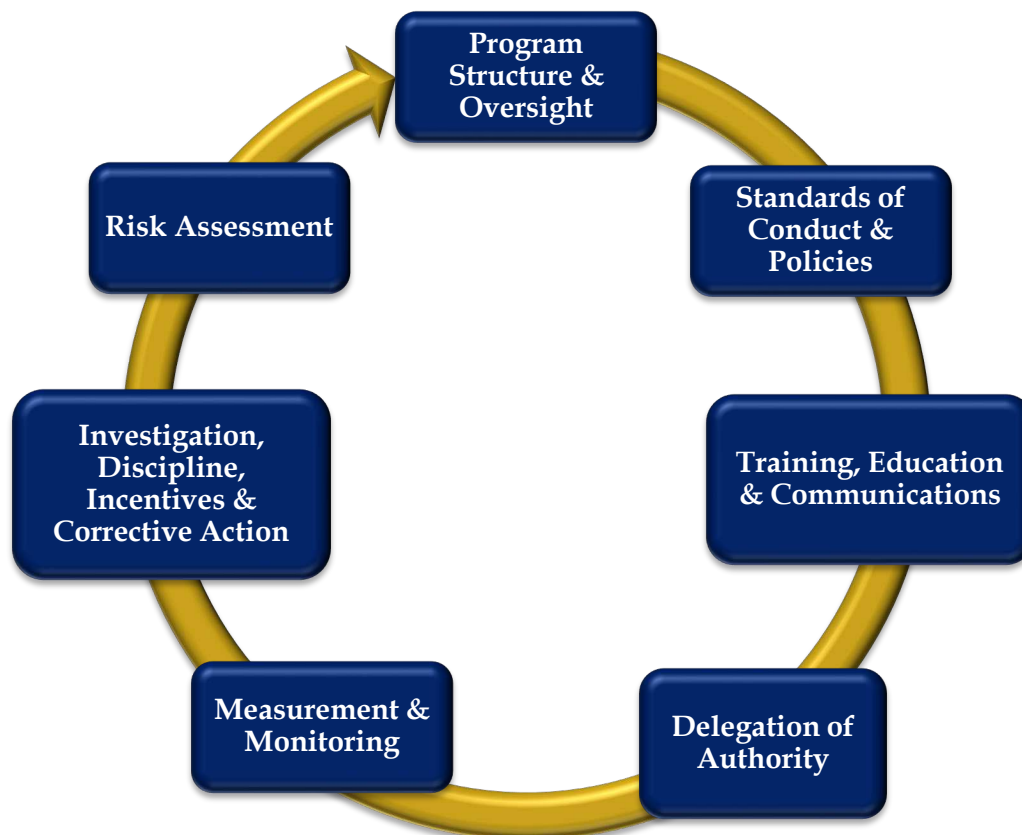 Program
Structure &
Oversight
Standards of
Conduct &
Policies
Training, Education
& Communications
Delegation of
Authority
Measurement &
Monitoring
Investigation,
Discipline,
Incentives &
Corrective Action
Risk Assessment